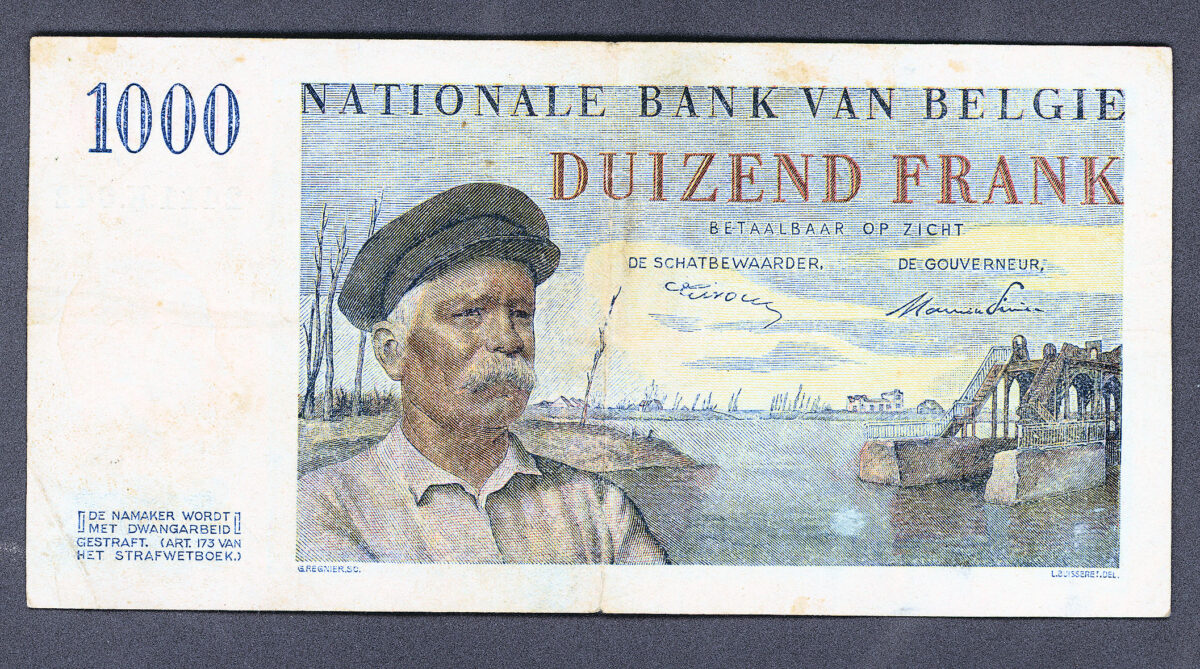 1000
NATIONALE BANK VAN BELGIE
DUIZEND FRANK
BETAALBAAR OP ZICHT
DE SCHATBEWAARDER,
DE GOUVERNEUR,
DE NAMAKER WORDT
MET DWANGARBEID
GESTRAFT. (ART. 173 VAN
HET STRAFWETBOEK.)
G.REGNIER.SC.
L.BUISSERET.DEL.